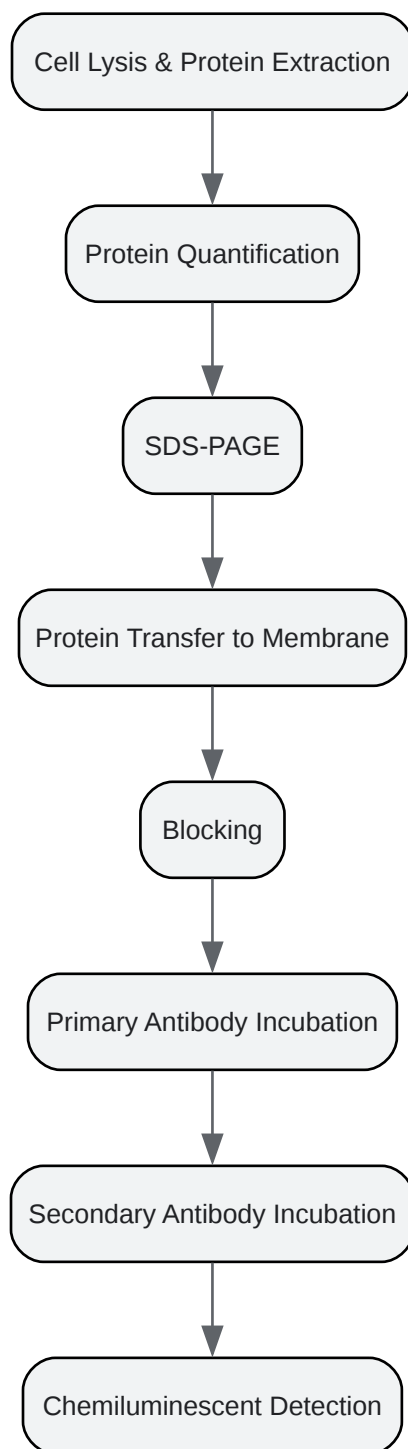 Cell Lysis & Protein Extraction
Protein Quantification
SDS-PAGE
Protein Transfer to Membrane
Blocking
Primary Antibody Incubation
Secondary Antibody Incubation
Chemiluminescent Detection